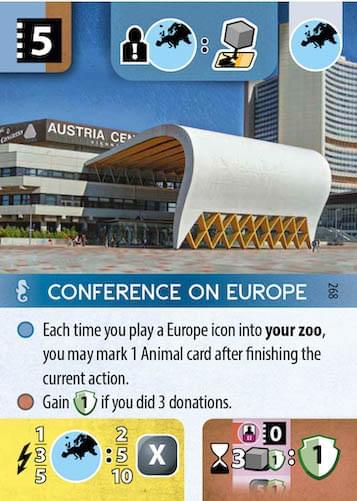 5
:
AUSTRIA CEN
VIENN
CONFERENCE ON EUROPE
268
Each time you play a Europe icon into your zoo,
you may mark 1 Animal card after finishing the
current action.
Gain 1 if you did 3 donations.
1 3 5 : 2 5 10 X
0
3 1 : 1